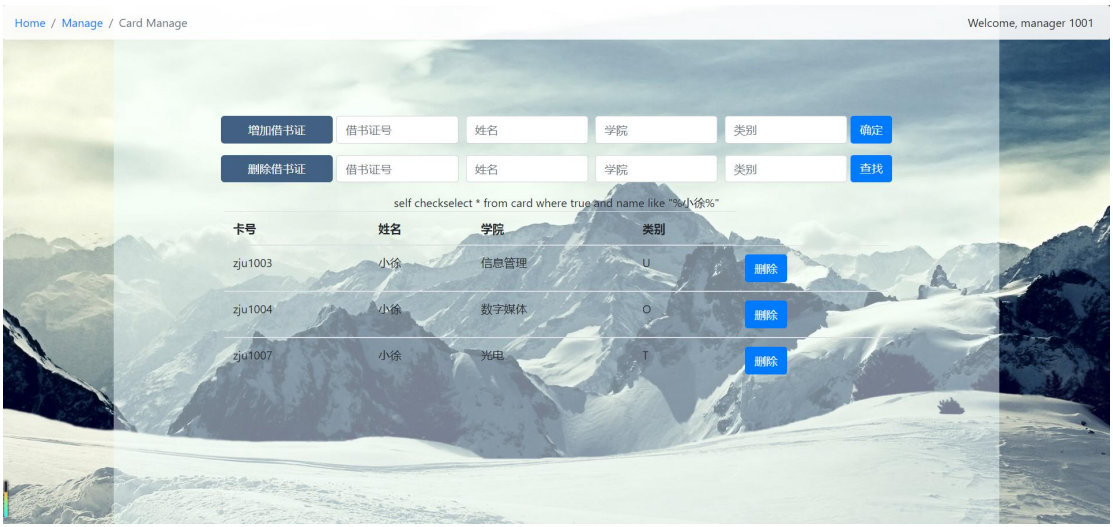 Home / Manage / Card Manage Welcome, manager 1001
增加借书证 借书证号 姓名 学院 类别 确定
删除借书证 借书证号 姓名 学院 类别 查找
self checkselect * from card where true and name like "%小徐%"
卡号 姓名 学院 类别
zju1003 小徐 信息管理 U 删除
zju1004 小徐 数字媒体 O 删除
zju1007 小徐 光电 T 删除